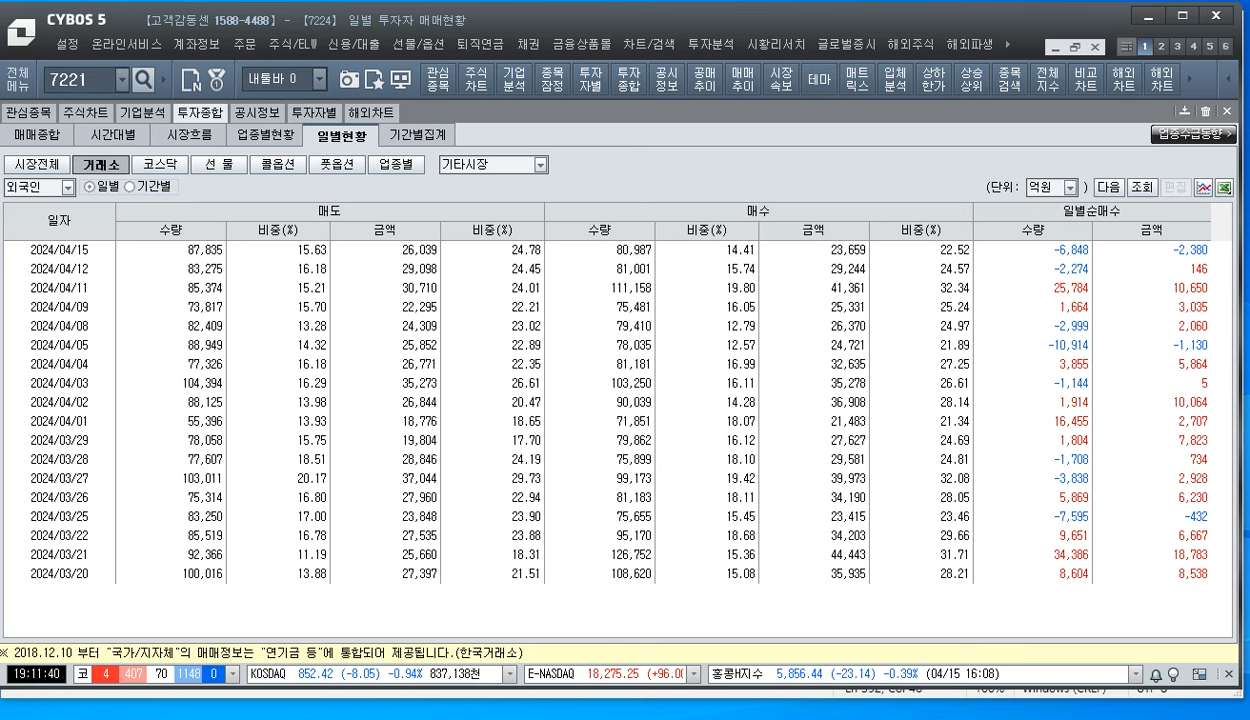 CYBOS 5 【고객감동센 1588-4488】 - 【7224】 일별 투자자 매매현황
설정 온라인서비스 계좌정보 주문 주식/ELW 신용/대출 선물/옵션 퇴직연금 채권 금융상품몰 차트/검색 투자분석 시황리서치 글로벌증시 해외주식 해외파생
1 2 3 4 5 6
전체 메뉴 7221 내툴바 0 관심 종목 주식 차트 기업 분석 종목 잠정 투자 자별 투자 종합 공시 정보 공매 추이 매매 추이 시장 속보 테마 매트 릭스 입체 분석 상하 한가 상승 상위 종목 검색 전체 지수 비교 차트 해외 차트 해외 차트
관심종목 주식차트 기업분석 투자종합 공시정보 투자자별 해외차트
매매종합 시간대별 시장흐름 업종별현황 일별현황 기간별집계 업종수급동향 >
시장전체 거래소 코스닥 선 물 콜옵션 풋옵션 업종별 기타시장
외국인 일별 기간별 (단위: 억원 ) 다음 조회 편집
일자 매도 매수 일별순매수
수량 비중(%) 금액 비중(%) 수량 비중(%) 금액 비중(%) 수량 금액
2024/04/15 87,835 15.63 26,039 24.78 80,987 14.41 23,659 22.52 -6,848 -2,380
2024/04/12 83,275 16.18 29,098 24.45 81,001 15.74 29,244 24.57 -2,274 146
2024/04/11 85,374 15.21 30,710 24.01 111,158 19.80 41,361 32.34 25,784 10,650
2024/04/09 73,817 15.70 22,295 22.21 75,481 16.05 25,331 25.24 1,664 3,035
2024/04/08 82,409 13.28 24,309 23.02 79,410 12.79 26,370 24.97 -2,999 2,060
2024/04/05 88,949 14.32 25,852 22.89 78,035 12.57 24,721 21.89 -10,914 -1,130
2024/04/04 77,326 16.18 26,771 22.35 81,181 16.99 32,635 27.25 3,855 5,864
2024/04/03 104,394 16.29 35,273 26.61 103,250 16.11 35,278 26.61 -1,144 5
2024/04/02 88,125 13.98 26,844 20.47 90,039 14.28 36,908 28.14 1,914 10,064
2024/04/01 55,396 13.93 18,776 18.65 71,851 18.07 21,483 21.34 16,455 2,707
2024/03/29 78,058 15.75 19,804 17.70 79,862 16.12 27,627 24.69 1,804 7,823
2024/03/28 77,607 18.51 28,846 24.19 75,899 18.10 29,581 24.81 -1,708 734
2024/03/27 103,011 20.17 37,044 29.73 99,173 19.42 39,973 32.08 -3,838 2,928
2024/03/26 75,314 16.80 27,960 22.94 81,183 18.11 34,190 28.05 5,869 6,230
2024/03/25 83,250 17.00 23,848 23.90 75,655 15.45 23,415 23.46 -7,595 -432
2024/03/22 85,519 16.78 27,535 23.88 95,170 18.68 34,203 29.66 9,651 6,667
2024/03/21 92,366 11.19 25,660 18.31 126,752 15.36 44,443 31.71 34,386 18,783
2024/03/20 100,016 13.88 27,397 21.51 108,620 15.08 35,935 28.21 8,604 8,538
※ 2018.12.10 부터 "국가/지자체"의 매매정보는 "연기금 등"에 통합되어 제공됩니다.(한국거래소)
19:11:40 코 4 407 70 1148 0 KOSDAQ 852.42 (-8.05) -0.94% 837,138천 E-NASDAQ 18,275.25 (+96.00 홍콩H지수 5,856.44 (-23.14) -0.39% (04/15 16:08)